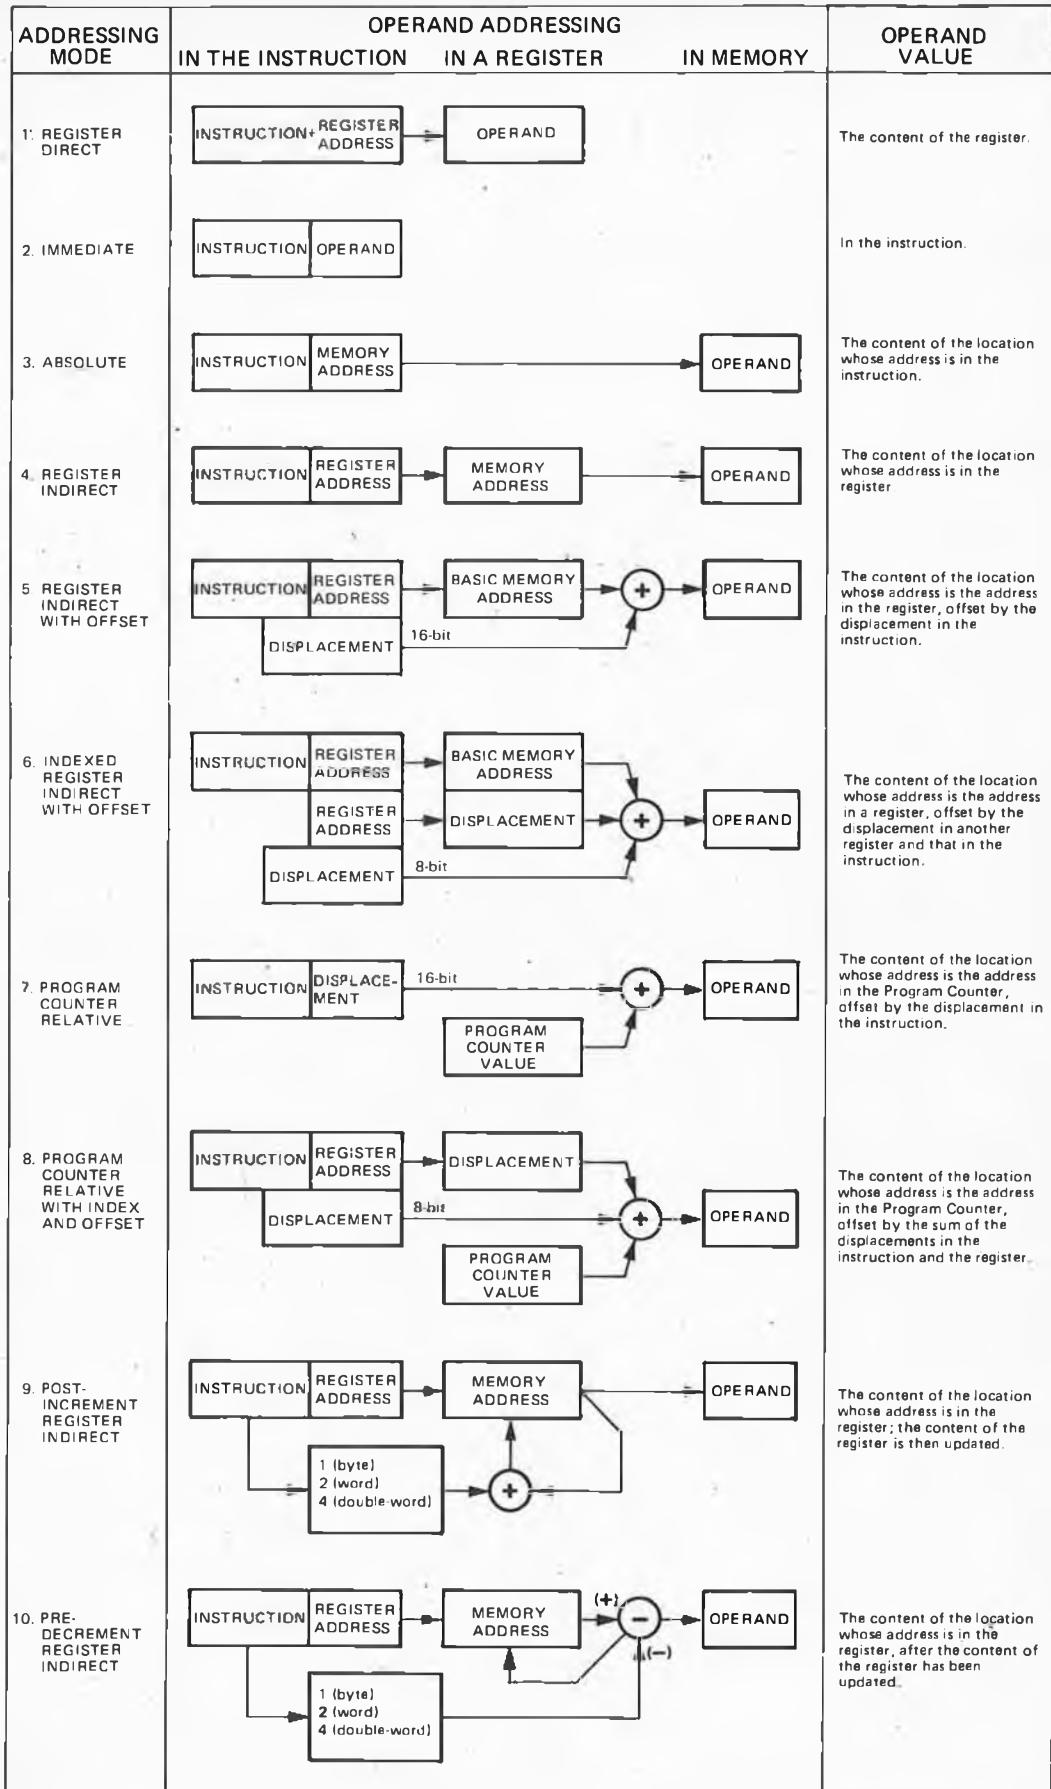 ADDRESSING
MODE
OPERAND ADDRESSING
IN THE INSTRUCTION
IN A REGISTER
IN MEMORY
OPERAND
VALUE
1. REGISTER
DIRECT
INSTRUCTION+
REGISTER
ADDRESS
OPERAND
The content of the register.
2. IMMEDIATE
INSTRUCTION
OPERAND
In the instruction.
3. ABSOLUTE
INSTRUCTION
MEMORY
ADDRESS
OPERAND
The content of the location
whose address is in the
instruction.
4. REGISTER
INDIRECT
INSTRUCTION
REGISTER
ADDRESS
MEMORY
ADDRESS
OPERAND
The content of the location
whose address is in the
register
5. REGISTER
INDIRECT
WITH OFFSET
INSTRUCTION
REGISTER
ADDRESS
BASIC MEMORY
ADDRESS
+
OPERAND
DISPLACEMENT
16-bit
The content of the location
whose address is the address
in the register, offset by the
displacement in the
instruction.
6. INDEXED
REGISTER
INDIRECT
WITH OFFSET
INSTRUCTION
REGISTER
ADDRESS
BASIC MEMORY
ADDRESS
REGISTER
ADDRESS
DISPLACEMENT
+
OPERAND
DISPLACEMENT
8-bit
The content of the location
whose address is the address
in a register, offset by the
displacement in another
register and that in the
instruction.
7. PROGRAM
COUNTER
RELATIVE
INSTRUCTION
DISPLACE-
MENT
16-bit
+
OPERAND
PROGRAM
COUNTER
VALUE
The content of the location
whose address is the address
in the Program Counter,
offset by the displacement in
the instruction.
8. PROGRAM
COUNTER
RELATIVE
WITH INDEX
AND OFFSET
INSTRUCTION
REGISTER
ADDRESS
DISPLACEMENT
DISPLACEMENT
8-bit
+
OPERAND
PROGRAM
COUNTER
VALUE
The content of the location
whose address is the address
in the Program Counter,
offset by the sum of the
displacements in the
instruction and the register.
9. POST-
INCREMENT
REGISTER
INDIRECT
INSTRUCTION
REGISTER
ADDRESS
MEMORY
ADDRESS
OPERAND
1 (byte)
2 (word)
4 (double-word)
+
The content of the location
whose address is in the
register; the content of the
register is then updated.
10. PRE-
DECREMENT
REGISTER
INDIRECT
INSTRUCTION
REGISTER
ADDRESS
MEMORY
ADDRESS
(+)
−
(−)
OPERAND
1 (byte)
2 (word)
4 (double-word)
The content of the location
whose address is in the
register, after the content of
the register has been
updated.